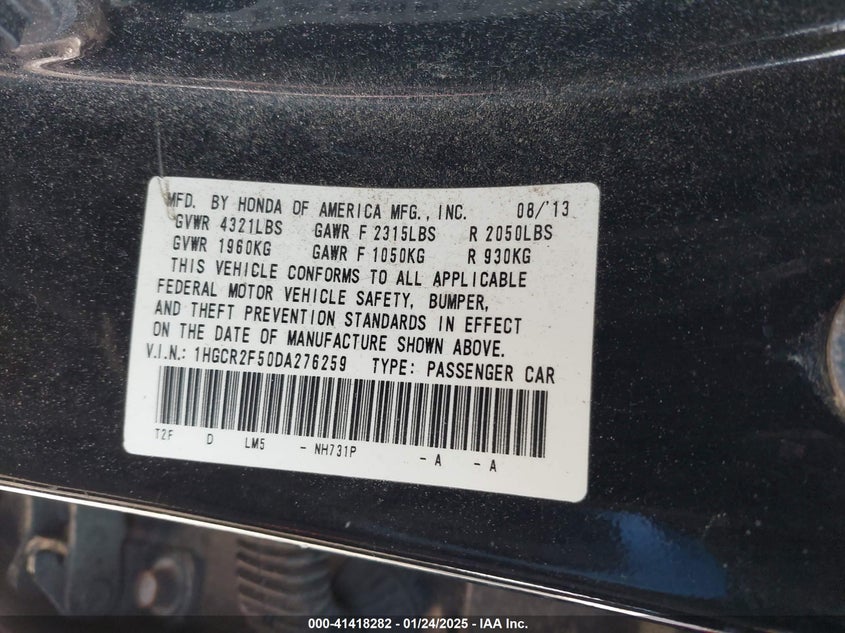 MFD. BY HONDA OF AMERICA MFG., INC. 08/'13
GVWR 4321LBS GAWR F 2315LBS R 2050LBS
GVWR 1960KG GAWR F 1050KG R 930KG
THIS VEHICLE CONFORMS TO ALL APPLICABLE
FEDERAL MOTOR VEHICLE SAFETY, BUMPER,
AND THEFT PREVENTION STANDARDS IN EFFECT
ON THE DATE OF MANUFACTURE SHOWN ABOVE.
V.I.N.: 1HGCR2F50DA276259 TYPE: PASSENGER CAR
T2F D LM5 - NH731P - A - A
000-41418282 - 01/24/2025 - IAA Inc.